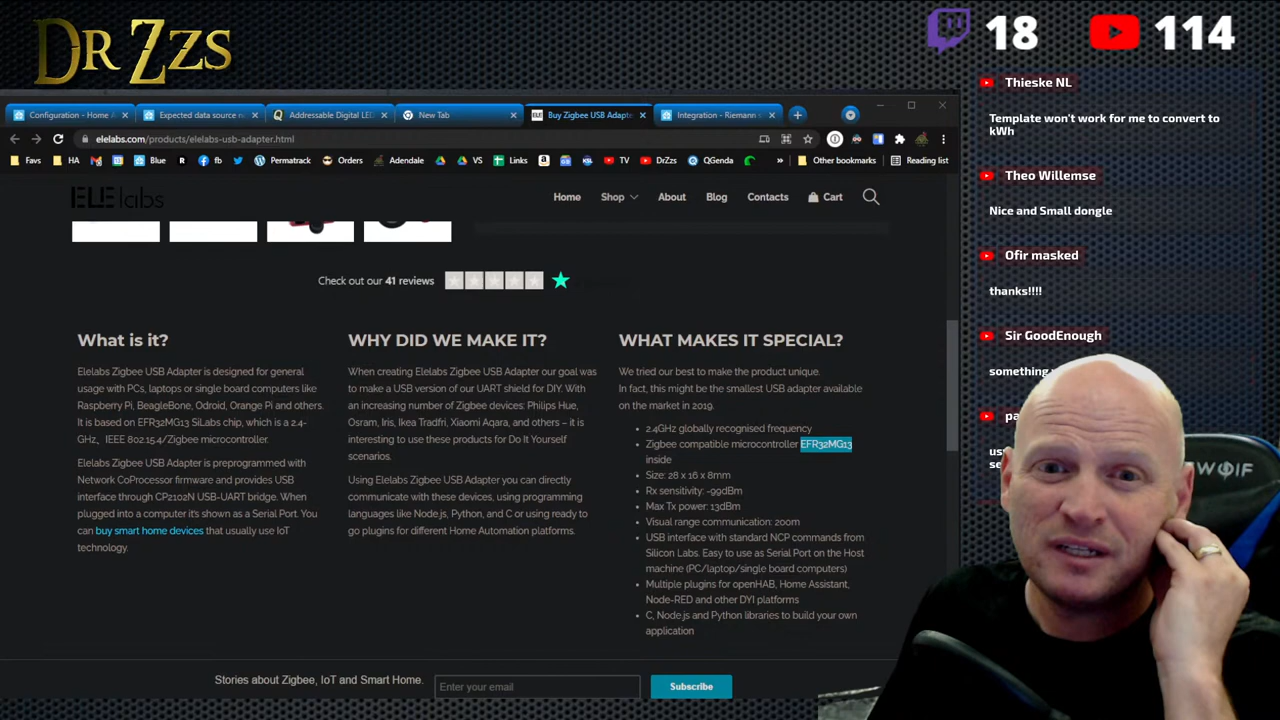 DR ZZS
18
114
Configuration - Home A
Expected data source n
Addressable Digital LED
New Tab
Buy Zigbee USB Adapte
Integration - Riemann s
elelabs.com/products/elelabs-usb-adapter.html
Favs
HA
Blue
fb
twitter
Permatrack
Orders
Adendale
VS
Links
TV
DrZzs
QGenda
Other bookmarks
Reading list
ELE labs
Home
Shop
About
Blog
Contacts
Cart
Check out our 41 reviews
What is it?
Elelabs Zigbee USB Adapter is designed for general
usage with PCs, laptops or single board computers like
Raspberry Pi, BeagleBone, Odroid, Orange Pi and others.
It is based on EFR32MG13 SiLabs chip, which is a 2.4-
GHz, IEEE 802.15.4/Zigbee microcontroller.
Elelabs Zigbee USB Adapter is preprogrammed with
Network CoProcessor firmware and provides USB
interface through CP2102N USB-UART bridge. When
plugged into a computer it's shown as a Serial Port. You
can buy smart home devices that usually use IoT
technology.
WHY DID WE MAKE IT?
When creating Elelabs Zigbee USB Adapter our goal was
to make a USB version of our UART shield for DIY. With
an increasing number of Zigbee devices: Philips Hue,
Osram, Iris, Ikea Tradfri, Xiaomi Aqara, and others – it is
interesting to use these products for Do It Yourself
scenarios.
Using Elelabs Zigbee USB Adapter you can directly
communicate with these devices, using programming
languages like Node.js, Python, and C or using ready to
go plugins for different Home Automation platforms.
WHAT MAKES IT SPECIAL?
We tried our best to make the product unique.
In fact, this might be the smallest USB adapter available
on the market in 2019.
2.4GHz globally recognised frequency
Zigbee compatible microcontroller EFR32MG13
inside
Size: 28 x 16 x 8mm
Rx sensitivity: -99dBm
Max Tx power: 13dBm
Visual range communication: 200m
USB interface with standard NCP commands from
Silicon Labs. Easy to use as Serial Port on the Host
machine (PC/laptop/single board computers)
Multiple plugins for openHAB, Home Assistant,
Node-RED and other DYI platforms
C, Node.js and Python libraries to build your own
application
Stories about Zigbee, IoT and Smart Home.
Enter your email
Subscribe
Thieske NL
Template won't work for me to convert to
kWh
Theo Willemse
Nice and Small dongle
Ofir masked
thanks!!!!
Sir GoodEnough
something